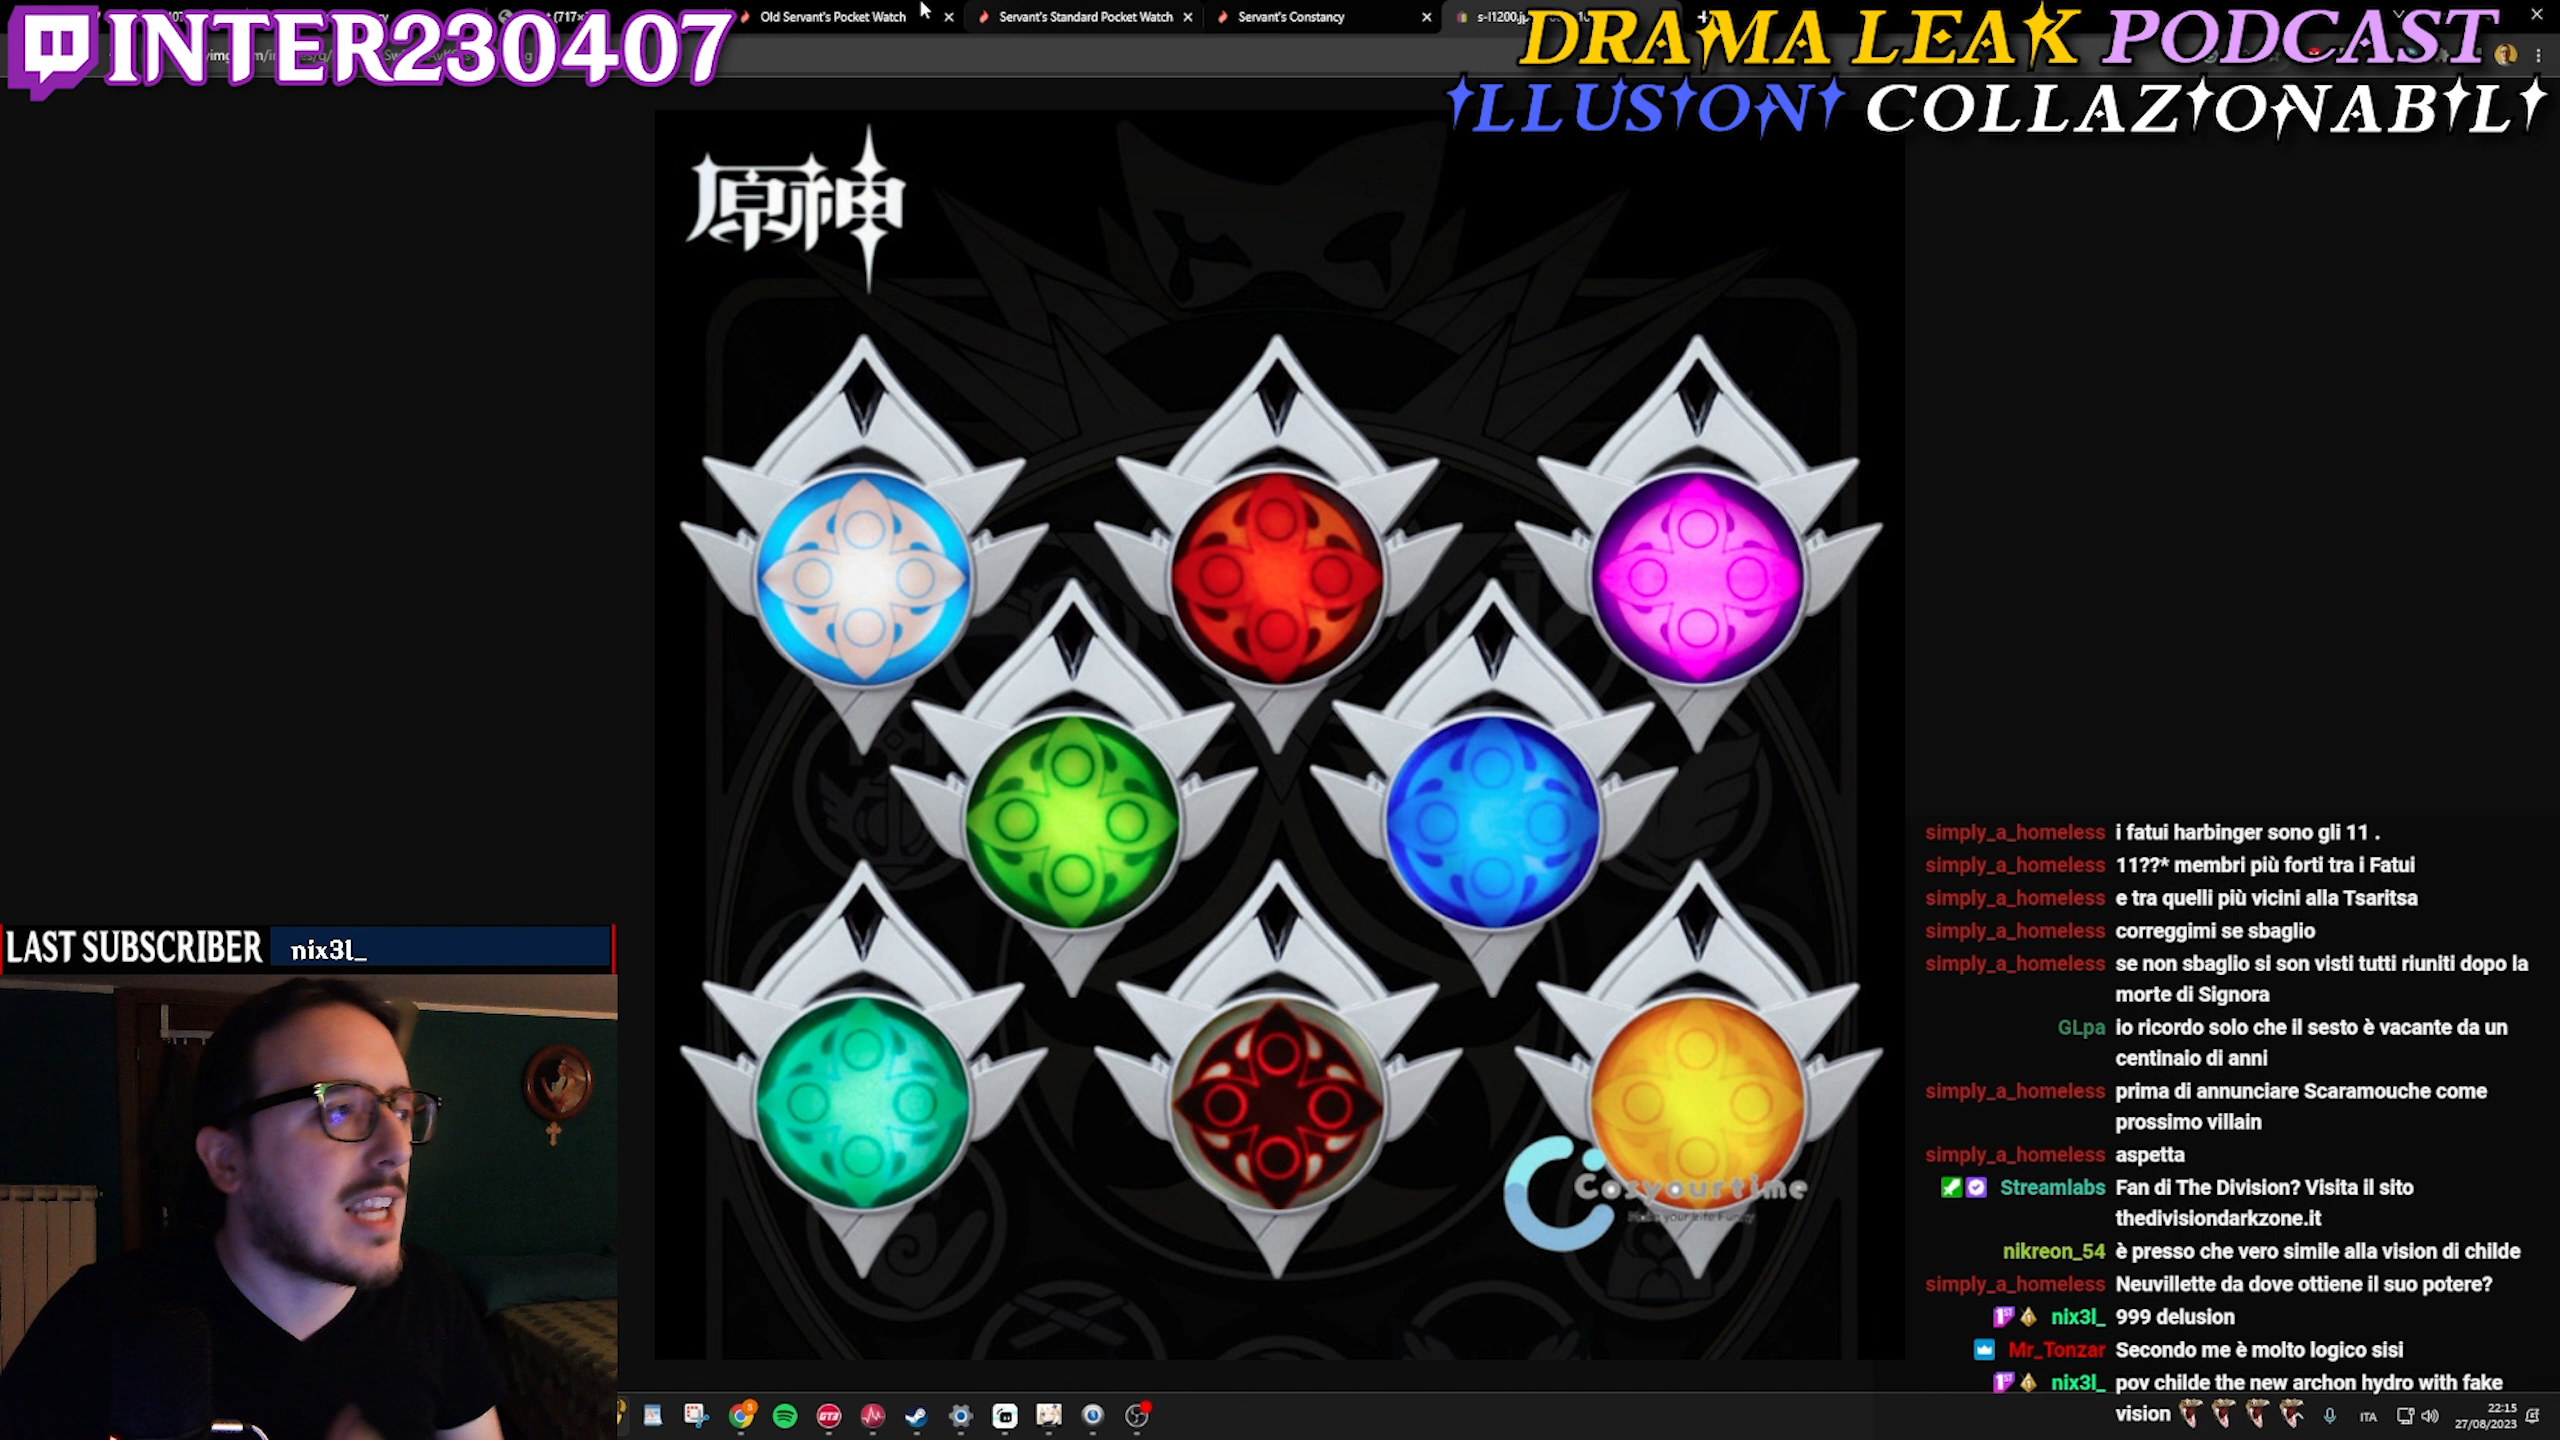 Old Servant's Pocket Watch
Servant's Standard Pocket Watch
Servant's Constancy
INTER230407
DRAMA LEAK PODCAST
ILLUSIONI COLLAZIONABILI
原神
simply_a_homeless i fatui harbinger sono gli 11 .
simply_a_homeless 11??* membri più forti tra i Fatui
simply_a_homeless e tra quelli più vicini alla Tsaritsa
simply_a_homeless correggimi se sbaglio
simply_a_homeless se non sbaglio si son visti tutti riuniti dopo la
morte di Signora
GLpa io ricordo solo che il sesto è vacante da un
centinaio di anni
simply_a_homeless prima di annunciare Scaramouche come
prossimo villain
simply_a_homeless aspetta
Streamlabs Fan di The Division? Visita il sito
thedivisiondarkzone.it
nikreon_54 è presso che vero simile alla vision di childe
simply_a_homeless Neuvillette da dove ottiene il suo potere?
nix3l_ 999 delusion
Mr_Tonzar Secondo me è molto logico sisi
nix3l_ pov childe the new archon hydro with fake
vision
LAST SUBSCRIBER nix3l_
Cosyourtime
ITA
22:15
27/08/2023